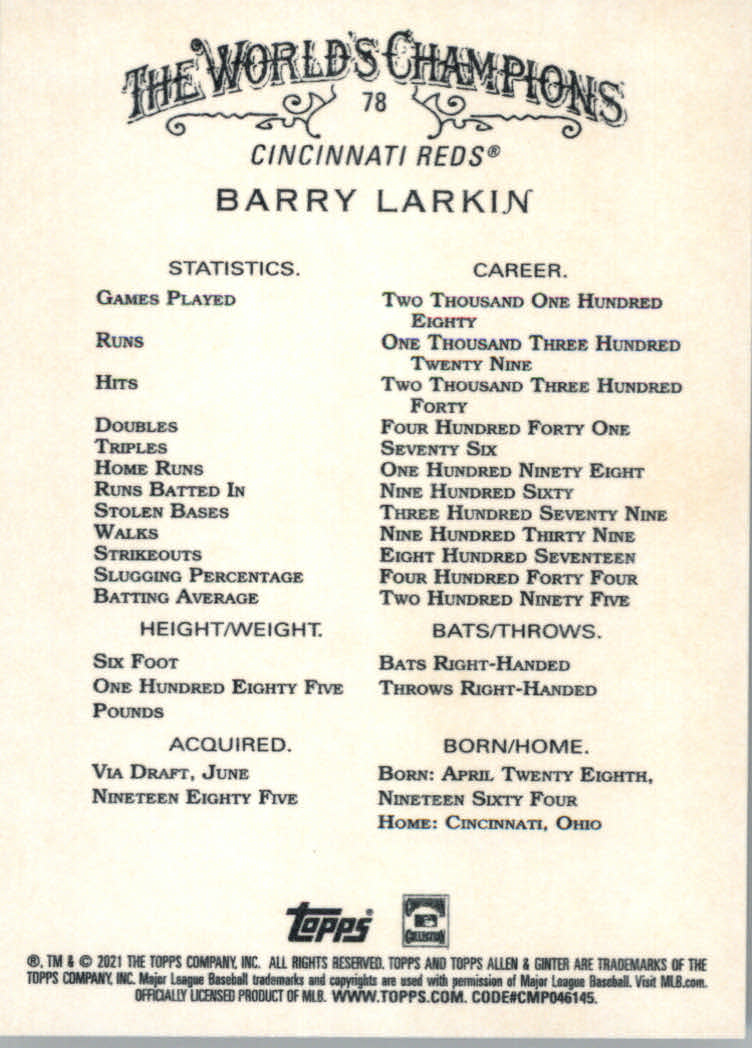 THE WORLD'S CHAMPIONS
78
CINCINNATI REDS®
BARRY LARKIN
STATISTICS. CAREER.
GAMES PLAYED TWO THOUSAND ONE HUNDRED
EIGHTY
RUNS ONE THOUSAND THREE HUNDRED
TWENTY NINE
HITS TWO THOUSAND THREE HUNDRED
FORTY
DOUBLES FOUR HUNDRED FORTY ONE
TRIPLES SEVENTY SIX
HOME RUNS ONE HUNDRED NINETY EIGHT
RUNS BATTED IN NINE HUNDRED SIXTY
STOLEN BASES THREE HUNDRED SEVENTY NINE
WALKS NINE HUNDRED THIRTY NINE
STRIKEOUTS EIGHT HUNDRED SEVENTEEN
SLUGGING PERCENTAGE FOUR HUNDRED FORTY FOUR
BATTING AVERAGE TWO HUNDRED NINETY FIVE
HEIGHT/WEIGHT. BATS/THROWS.
SIX FOOT BATS RIGHT-HANDED
ONE HUNDRED EIGHTY FIVE THROWS RIGHT-HANDED
POUNDS
ACQUIRED. BORN/HOME.
VIA DRAFT, JUNE BORN: APRIL TWENTY EIGHTH,
NINETEEN EIGHTY FIVE NINETEEN SIXTY FOUR
HOME: CINCINNATI, OHIO
topps® COLLECTION
®, TM & © 2021 THE TOPPS COMPANY, INC. ALL RIGHTS RESERVED. TOPPS AND TOPPS ALLEN & GINTER ARE TRADEMARKS OF THE
TOPPS COMPANY, INC. Major League Baseball trademarks and copyrights are used with permission of Major League Baseball. Visit MLB.com.
OFFICIALLY LICENSED PRODUCT OF MLB. WWW.TOPPS.COM. CODE#CMP046145.